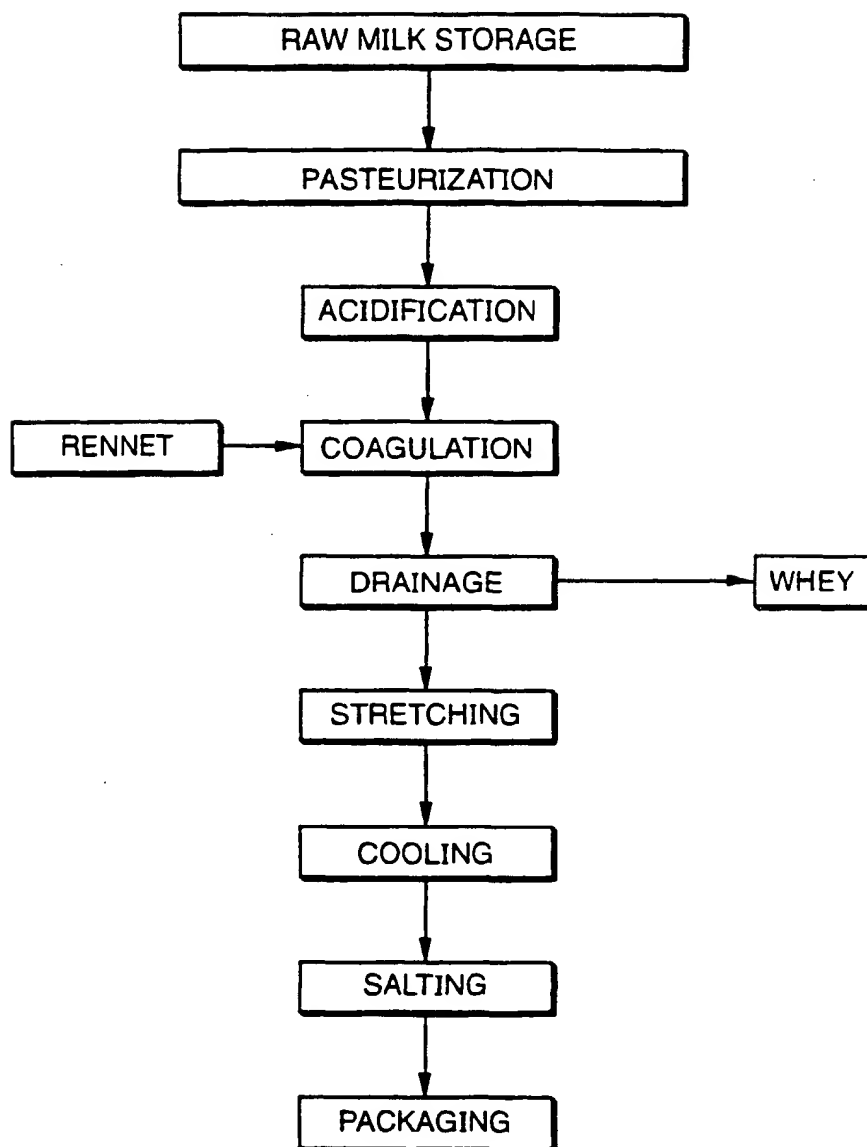 RAW MILK STORAGE
PASTEURIZATION
ACIDIFICATION
RENNET
COAGULATION
DRAINAGE
WHEY
STRETCHING
COOLING
SALTING
PACKAGING